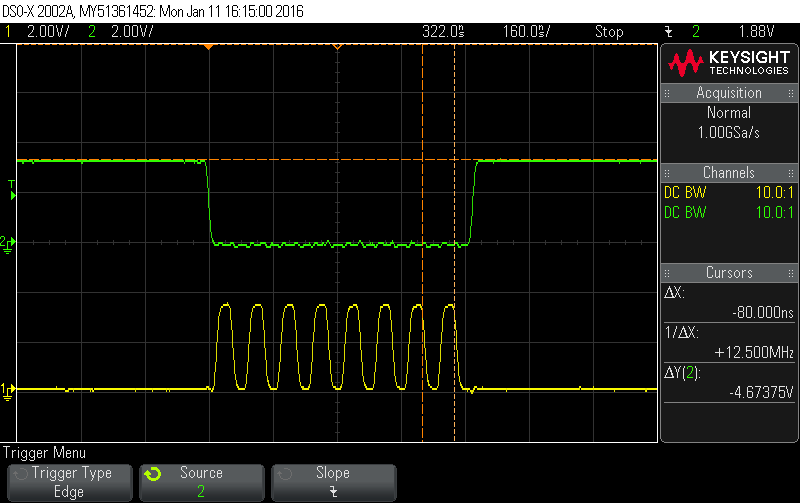 DSO-X 2002A, MY51361452: Mon Jan 11 16:15:00 2016
1 2.00V/ 2 2.00V/ 322.0s 160.0s/ Stop 2 1.88V
KEYSIGHT
TECHNOLOGIES
Acquisition
Normal
1.00GSa/s
Channels
DC BW 10.0:1
DC BW 10.0:1
Cursors
ΔX:
-80.000ns
1/ΔX:
+12.500MHz
ΔY(2):
-4.67375V
T
2
1
Trigger Menu
Trigger Type
Edge
Source
2
Slope